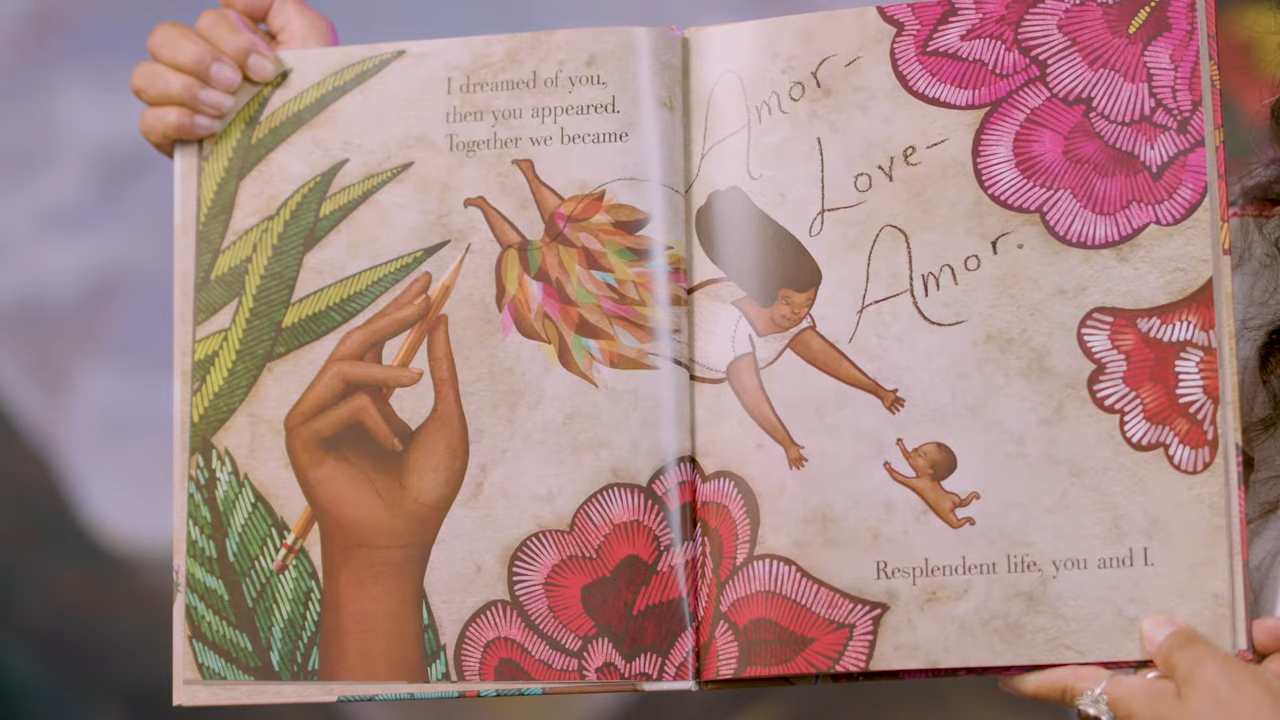 I dreamed of you,
then you appeared.
Together we became
Amor–
Love–
Amor.
Resplendent life, you and I.